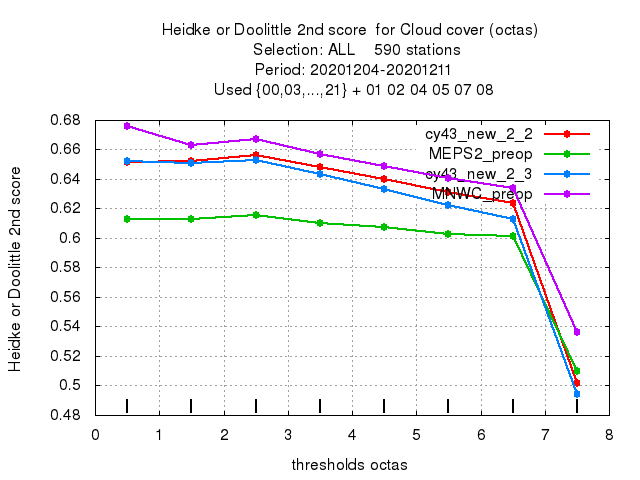 Heidke or Doolittle 2nd score  for Cloud cover (octas)
Selection: ALL    590 stations
Period: 20201204-20201211
Used {00,03,...,21} + 01 02 04 05 07 08
Heidke or Doolittle 2nd score
0.68
0.66
0.64
0.62
0.6
0.58
0.56
0.54
0.52
0.5
0.48
cy43_new_2_2
MEPS2_preop
cy43_new_2_3
MNWC_preop
0 1 2 3 4 5 6 7 8
thresholds octas